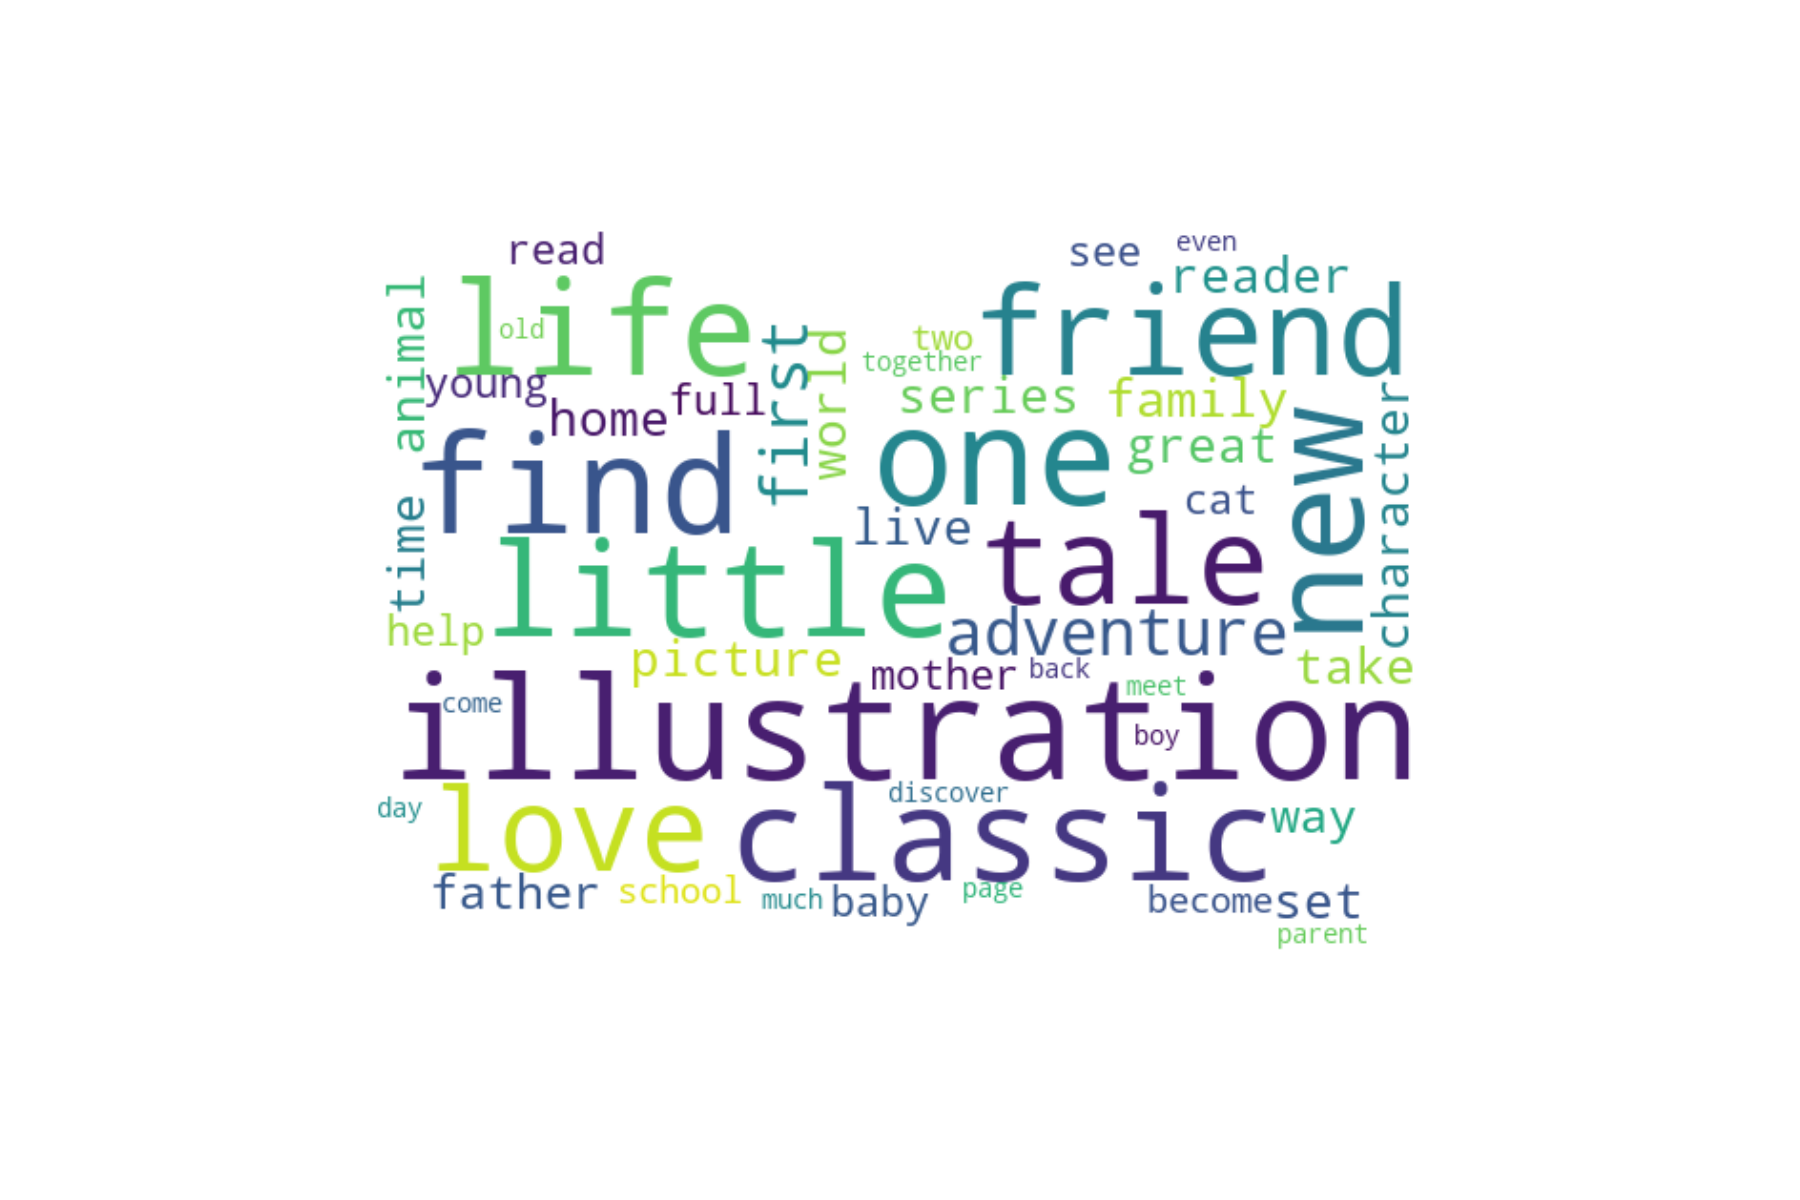 read
see
even
reader
life
friend
old
animal
first
world
two
together
young
full
home
series
family
character
new
great
find
one
cat
time
live
tale
little
help
adventure
picture
mother
back
take
meet
illustration
come
boy
day
love
discover
classic
way
father
school
much
baby
page
become
set
parent